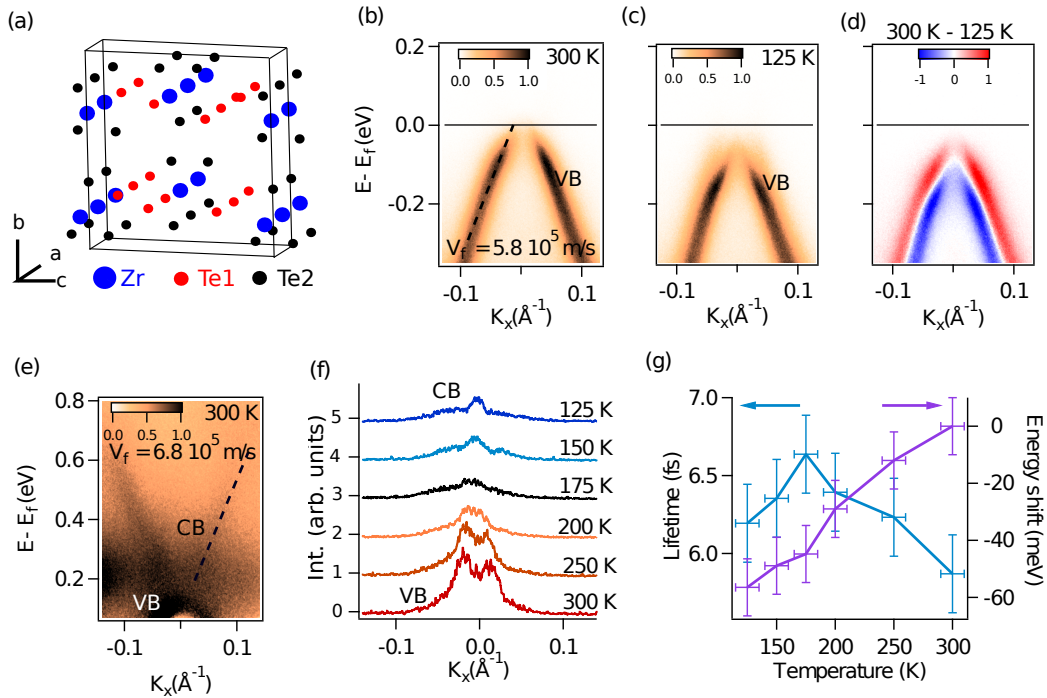 (a)
b
a
c
Zr
Te1
Te2
(b)
0.2
0.0
-0.2
E- E_f (eV)
0.0 0.5 1.0
300 K
VB
V_f = 5.8 10^5 m/s
-0.1 0.1
K_x(Å^-1)
(c)
0.0 0.5 1.0
125 K
VB
-0.1 0.1
K_x(Å^-1)
(d)
300 K - 125 K
-1 0 1
-0.1 0.1
K_x(Å^-1)
(e)
0.8
0.6
0.4
0.2
E- E_f (eV)
300 K
0.0 0.5 1.0
V_f = 6.8 10^5 m/s
CB
VB
-0.1 0.1
K_x(Å^-1)
(f)
Int. (arb. units)
5
4
3
2
1
0
CB
VB
125 K
150 K
175 K
200 K
250 K
300 K
-0.1 0.0 0.1
K_x(Å^-1)
(g)
7.0
6.5
6.0
Lifetime (fs)
0
-20
-40
-60
Energy shift (meV)
150 200 250 300
Temperature (K)